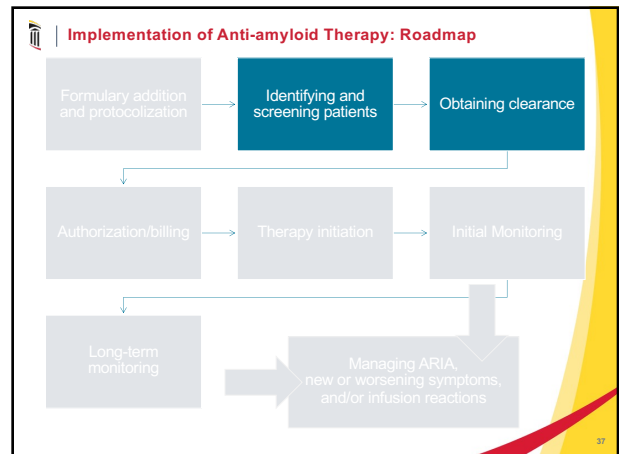 Implementation of Anti-amyloid Therapy: Roadmap
Formulary addition
and protocolization
Identifying and
screening patients
Obtaining clearance
Authorization/billing
Therapy initiation
Initial Monitoring
Long-term
monitoring
Managing ARIA,
new or worsening symptoms,
and/or infusion reactions
37